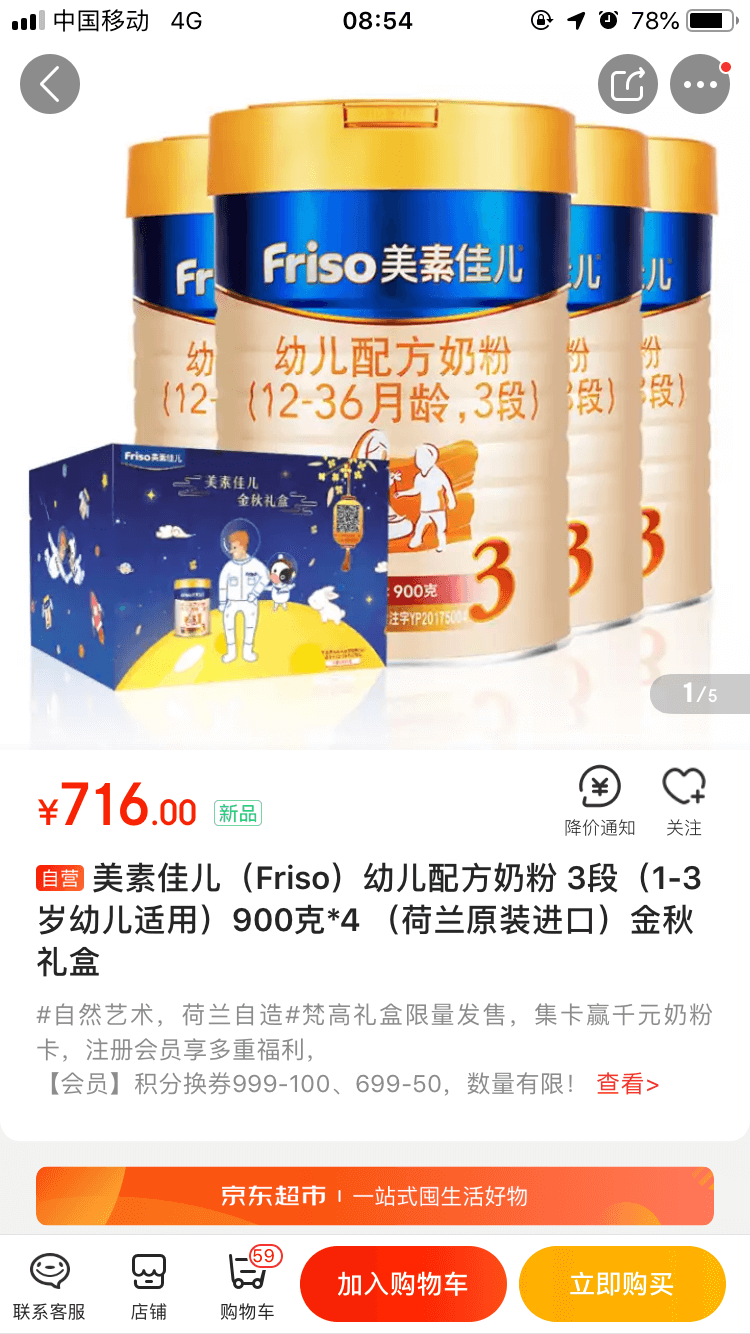 中国移动 4G 08:54 78%
Friso美素佳儿
幼儿配方奶粉
(12-36月龄,3段)
3
900克
Friso美素佳儿
美素佳儿
金秋礼盒
1/5
¥716.00 新品
降价通知 关注
自营 美素佳儿（Friso）幼儿配方奶粉 3段（1-3
岁幼儿适用）900克*4 （荷兰原装进口）金秋
礼盒
#自然艺术，荷兰自造#梵高礼盒限量发售，集卡赢千元奶粉
卡，注册会员享多重福利，
【会员】积分换券999-100、699-50，数量有限！ 查看>
京东超市 | 一站式囤生活好物
59
联系客服 店铺 购物车 加入购物车 立即购买